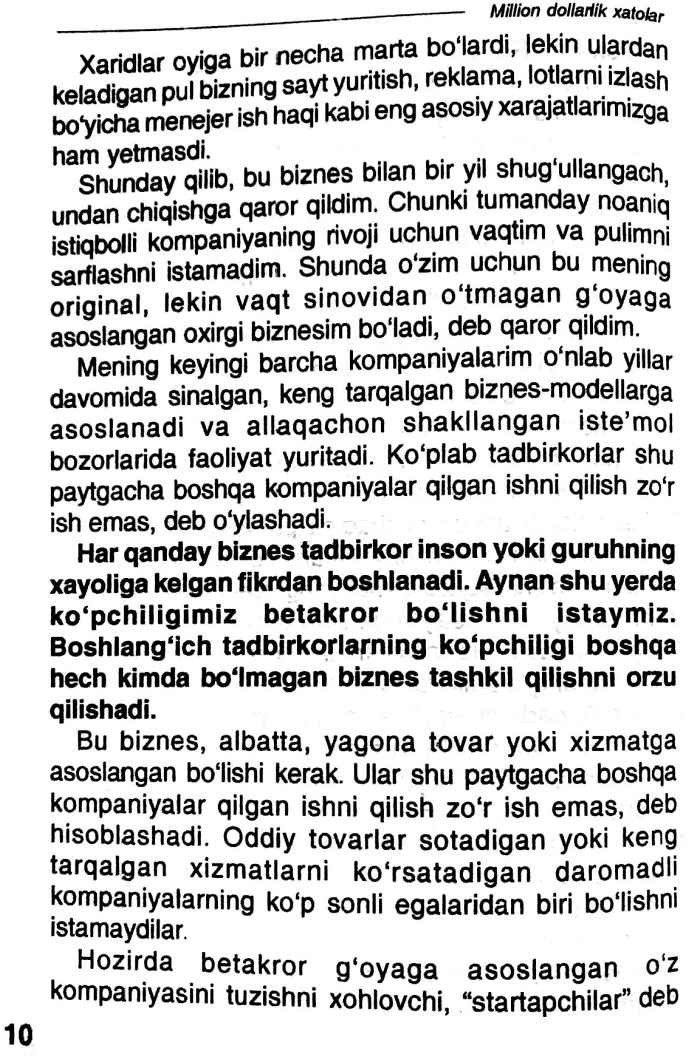 Million dollarlik xatolar
Xaridlar oyiga bir necha marta bo‘lardi, lekin ulardan
keladigan pul bizning sayt yuritish, reklama, lotlarni izlash
bo‘yicha menejer ish haqi kabi eng asosiy xarajatlarimizga
ham yetmasdi.
Shunday qilib, bu biznes bilan bir yil shug‘ullangach,
undan chiqishga qaror qildim. Chunki tumanday noaniq
istiqbolli kompaniyaning rivoji uchun vaqtim va pulimni
sarflashni istamadim. Shunda o‘zim uchun bu mening
original, lekin vaqt sinovidan o‘tmagan g‘oyaga
asoslangan oxirgi biznesim bo‘ladi, deb qaror qildim.
Mening keyingi barcha kompaniyalarim o‘nlab yillar
davomida sinalgan, keng tarqalgan biznes-modellarga
asoslanadi va allaqachon shakllangan iste’mol
bozorlarida faoliyat yuritadi. Ko‘plab tadbirkorlar shu
paytgacha boshqa kompaniyalar qilgan ishni qilish zo‘r
ish emas, deb o‘ylashadi.
Har qanday biznes tadbirkor inson yoki guruhning
xayoliga kelgan fikrdan boshlanadi. Aynan shu yerda
ko‘pchiligimiz betakror bo‘lishni istaymiz.
Boshlang‘ich tadbirkorlarning ko‘pchiligi boshqa
hech kimda bo‘lmagan biznes tashkil qilishni orzu
qilishadi.
Bu biznes, albatta, yagona tovar yoki xizmatga
asoslangan bo‘lishi kerak. Ular shu paytgacha boshqa
kompaniyalar qilgan ishni qilish zo‘r ish emas, deb
hisoblashadi. Oddiy tovarlar sotadigan yoki keng
tarqalgan xizmatlarni ko‘rsatadigan daromadli
kompaniyalarning ko‘p sonli egalaridan biri bo‘lishni
istamaydilar.
Hozirda betakror g‘oyaga asoslangan o‘z
kompaniyasini tuzishni xohlovchi, “startapchilar” deb
10